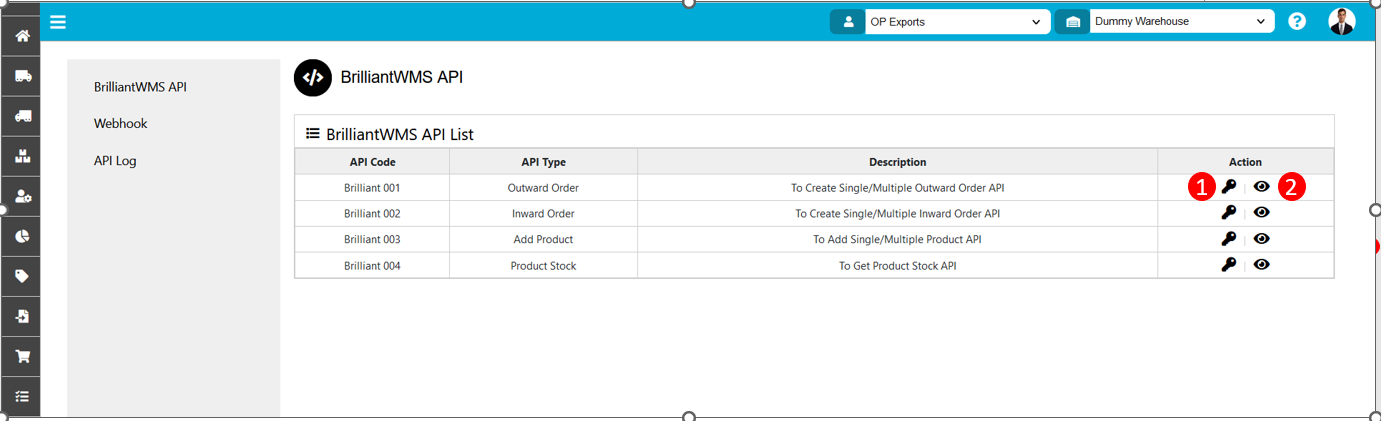 OP Exports
Dummy Warehouse
?
BrilliantWMS API
Webhook
API Log
</> BrilliantWMS API
BrilliantWMS API List
API Code API Type Description Action
Brilliant 001 Outward Order To Create Single/Multiple Outward Order API 1 2
Brilliant 002 Inward Order To Create Single/Multiple Inward Order API
Brilliant 003 Add Product To Add Single/Multiple Product API
Brilliant 004 Product Stock To Get Product Stock API